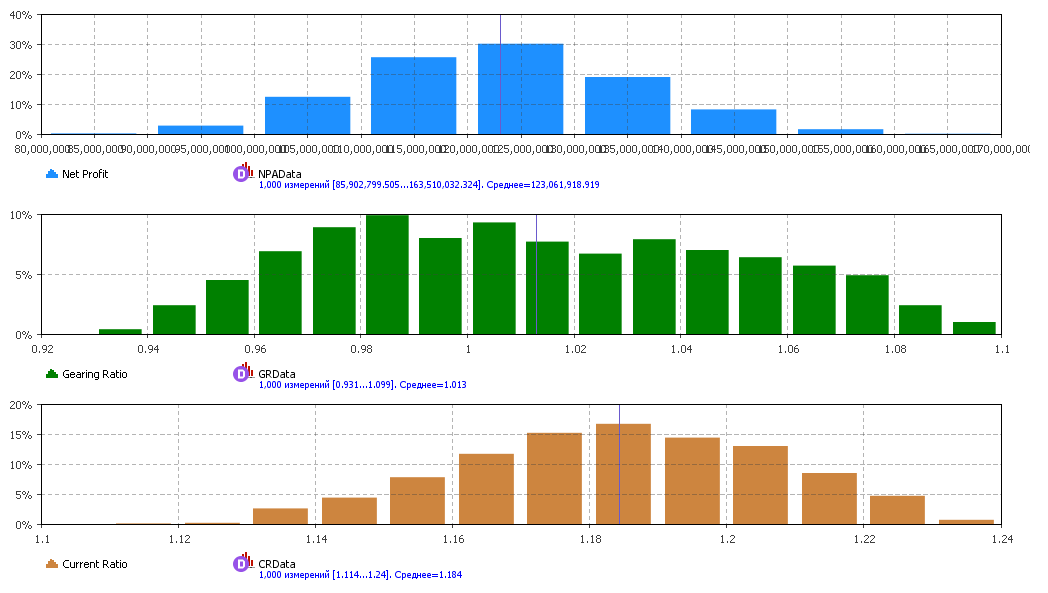 40%
30%
20%
10%
0%
80,000,000 85,000,000 90,000,000 95,000,000 100,000,000 105,000,000 110,000,000 115,000,000 120,000,000 125,000,000 130,000,000 135,000,000 140,000,000 145,000,000 150,000,000 155,000,000 160,000,000 165,000,000 170,000,000
Net Profit NPAData
1,000 измерений [85,902,799.505...163,510,032.324]. Среднее=123,061,918.919
10%
5%
0%
0.92 0.94 0.96 0.98 1 1.02 1.04 1.06 1.08 1.1
Gearing Ratio GRData
1,000 измерений [0.931...1.099]. Среднее=1.013
20%
15%
10%
5%
0%
1.1 1.12 1.14 1.16 1.18 1.2 1.22 1.24
Current Ratio CRData
1,000 измерений [1.114...1.24]. Среднее=1.184